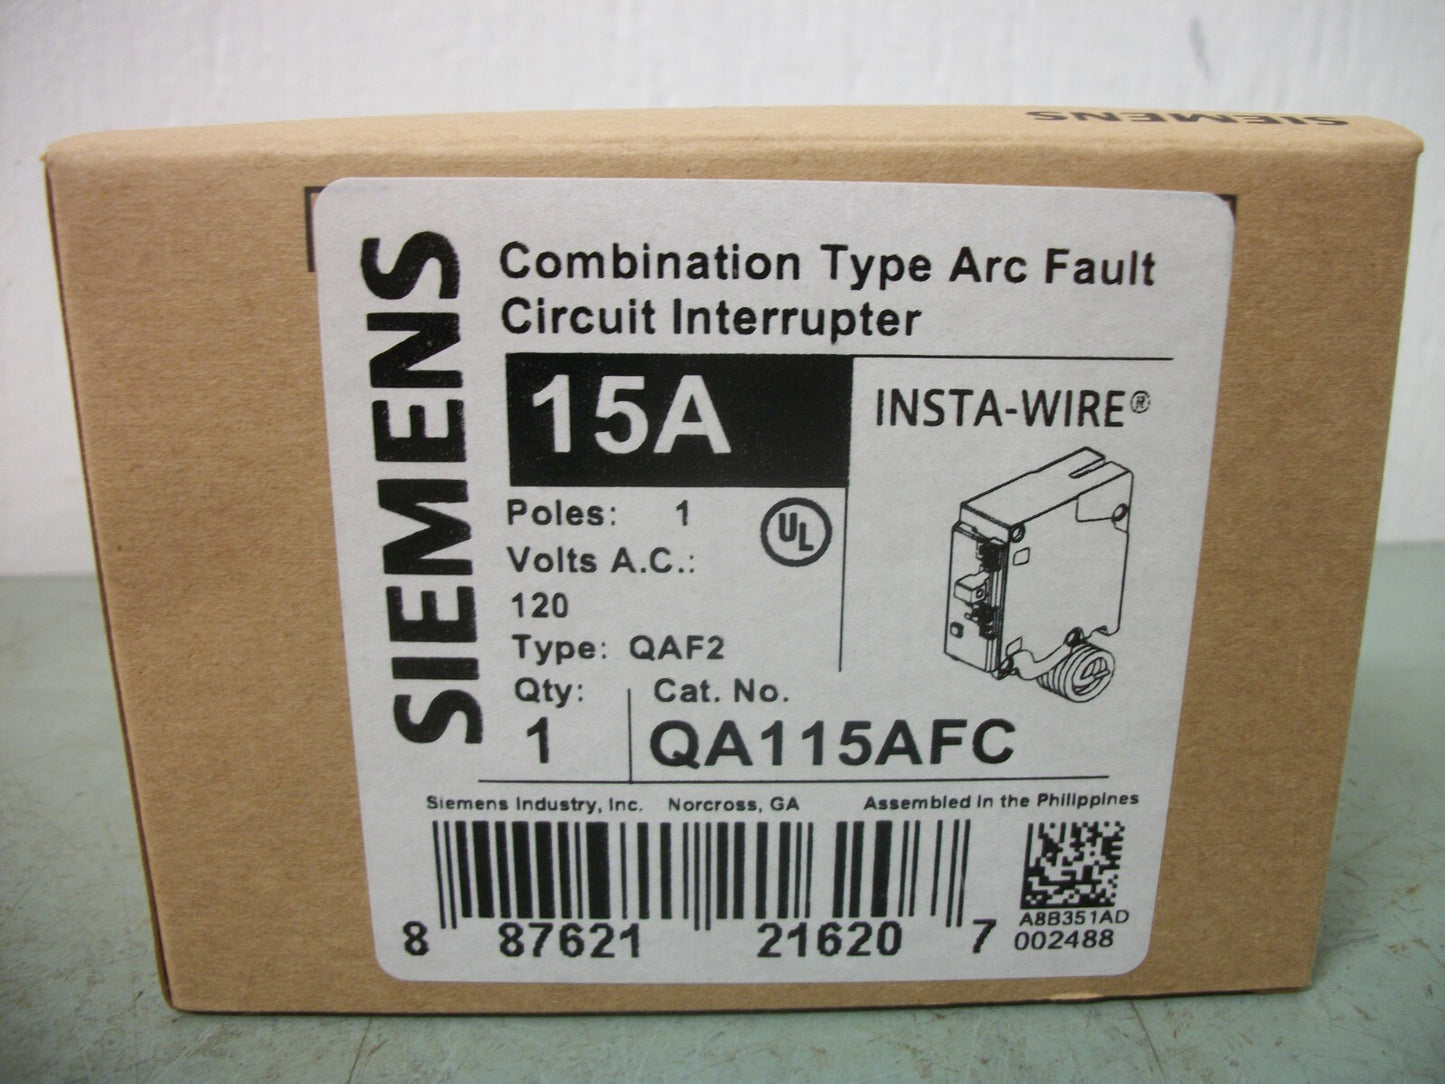 SIEMENS
SIEMENS
Combination Type Arc Fault
Circuit Interrupter
15A
INSTA-WIRE®
Poles: 1
UL
Volts A.C.:
120
Type: QAF2
Qty:
1
Cat. No.
QA115AFC
Siemens Industry, Inc. Norcross, GA Assembled in the Philippines
8 87621 21620 7
A8B351AD
002488